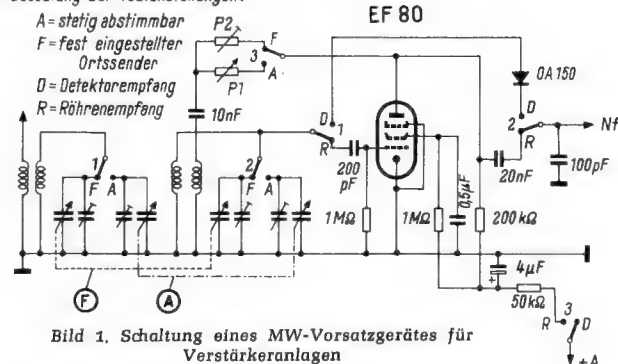 EF 80
A = stetig abstimmbar
F = fest eingestellter
Ortssender
D = Detektorempfang
R = Röhrenempfang
P2
F
3
P1
A
10nF
D
1
R
200
pF
0A150
D
2
R
Nf
20nF
100pF
1
F
A
2
F
A
1MΩ
1MΩ
0,5µF
200kΩ
4µF
+
50kΩ
3
R
D
+A
F
A
Bild 1. Schaltung eines MW-Vorsatzgerätes für
Verstärkeranlagen